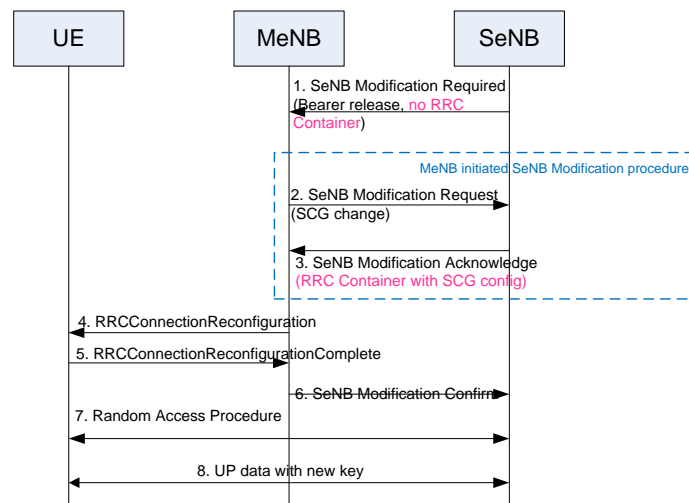 UE
MeNB
SeNB
1. SeNB Modification Required
(Bearer release, no RRC
Container)
MeNB initiated SeNB Modification procedure
2. SeNB Modification Request
(SCG change)
3. SeNB Modification Acknowledge
(RRC Container with SCG config)
4. RRCConnectionReconfiguration
5. RRCConnectionReconfigurationComplete
6. SeNB Modification Confirm
7. Random Access Procedure
8. UP data with new key